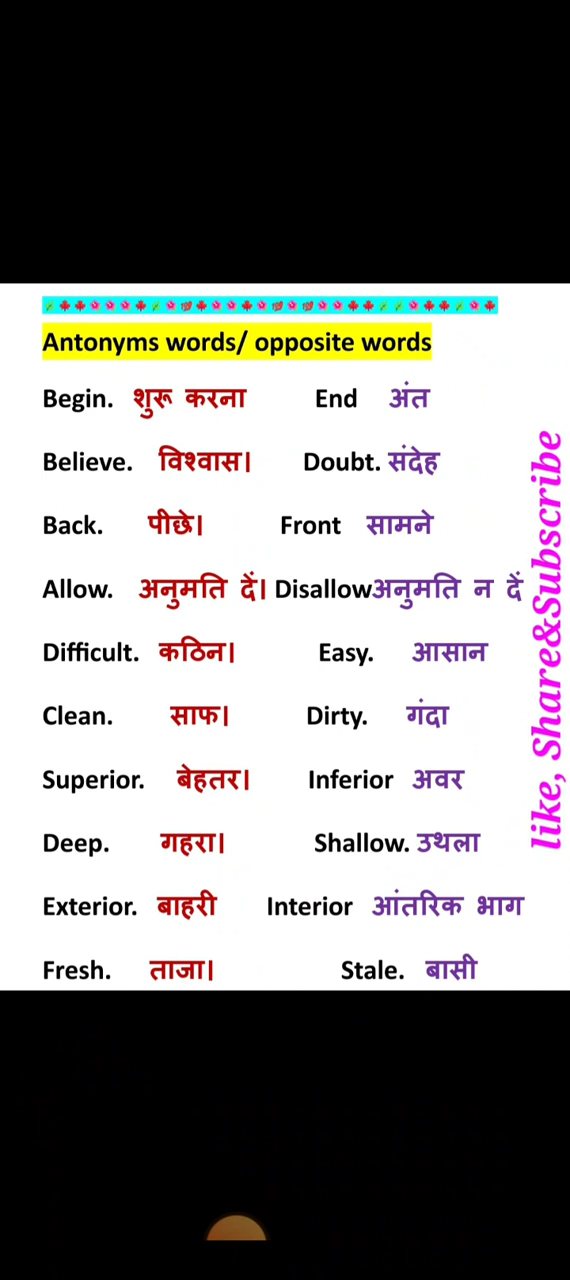 Antonyms words/ opposite words
Begin. शुरू करना End अंत
Believe. विश्वास। Doubt. संदेह
Back. पीछे। Front सामने
Allow. अनुमति दें। Disallowअनुमति न दें
Difficult. कठिन। Easy. आसान
Clean. साफ। Dirty. गंदा
Superior. बेहतर। Inferior अवर
Deep. गहरा। Shallow. उथला
Exterior. बाहरी Interior आंतरिक भाग
Fresh. ताजा। Stale. बासी
like, Share&Subscribe